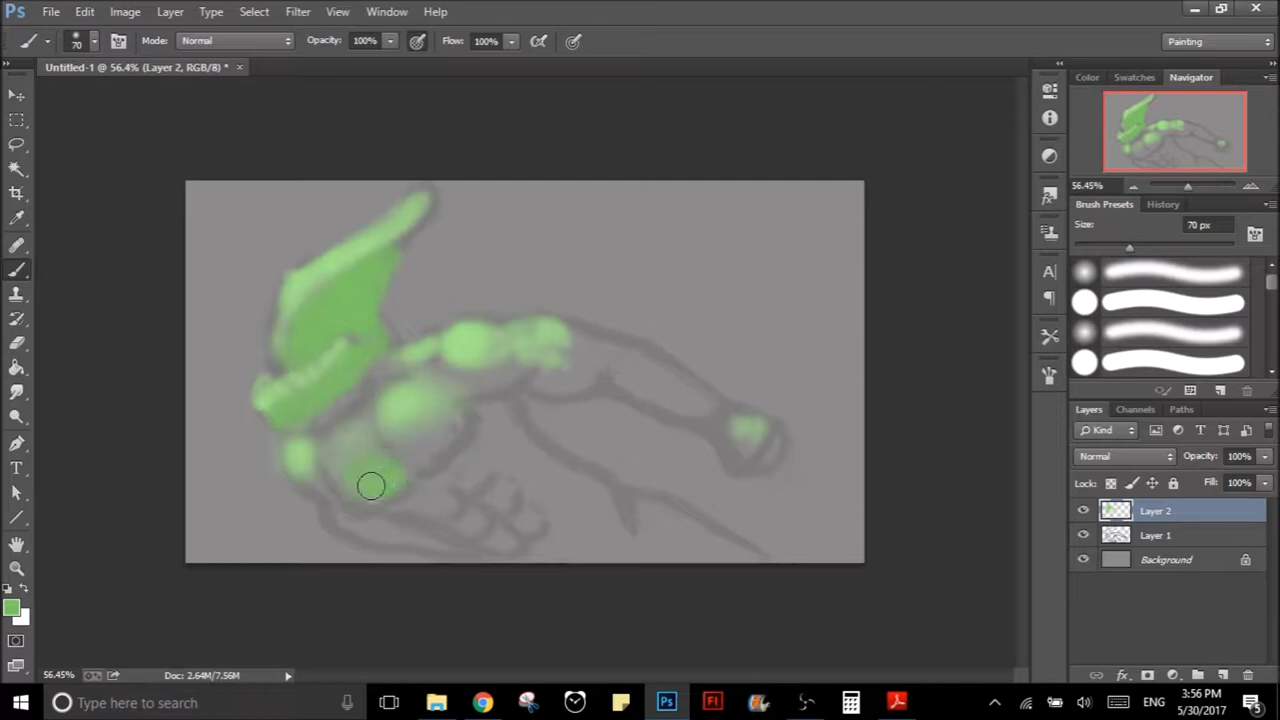 Ps File Edit Image Layer Type Select Filter View Window Help
70 Mode: Normal Opacity: 100% Flow: 100% Painting
Untitled-1 @ 56.4% (Layer 2, RGB/8) * ×
Color Swatches Navigator
56.45%
Brush Presets History
Size: 70 px
Layers Channels Paths
Kind
Normal Opacity: 100%
Lock: Fill: 100%
Layer 2
Layer 1
Background
56.45% Doc: 2.64M/7.56M
Type here to search
Ps Fl ENG 3:56 PM
5/30/2017 5